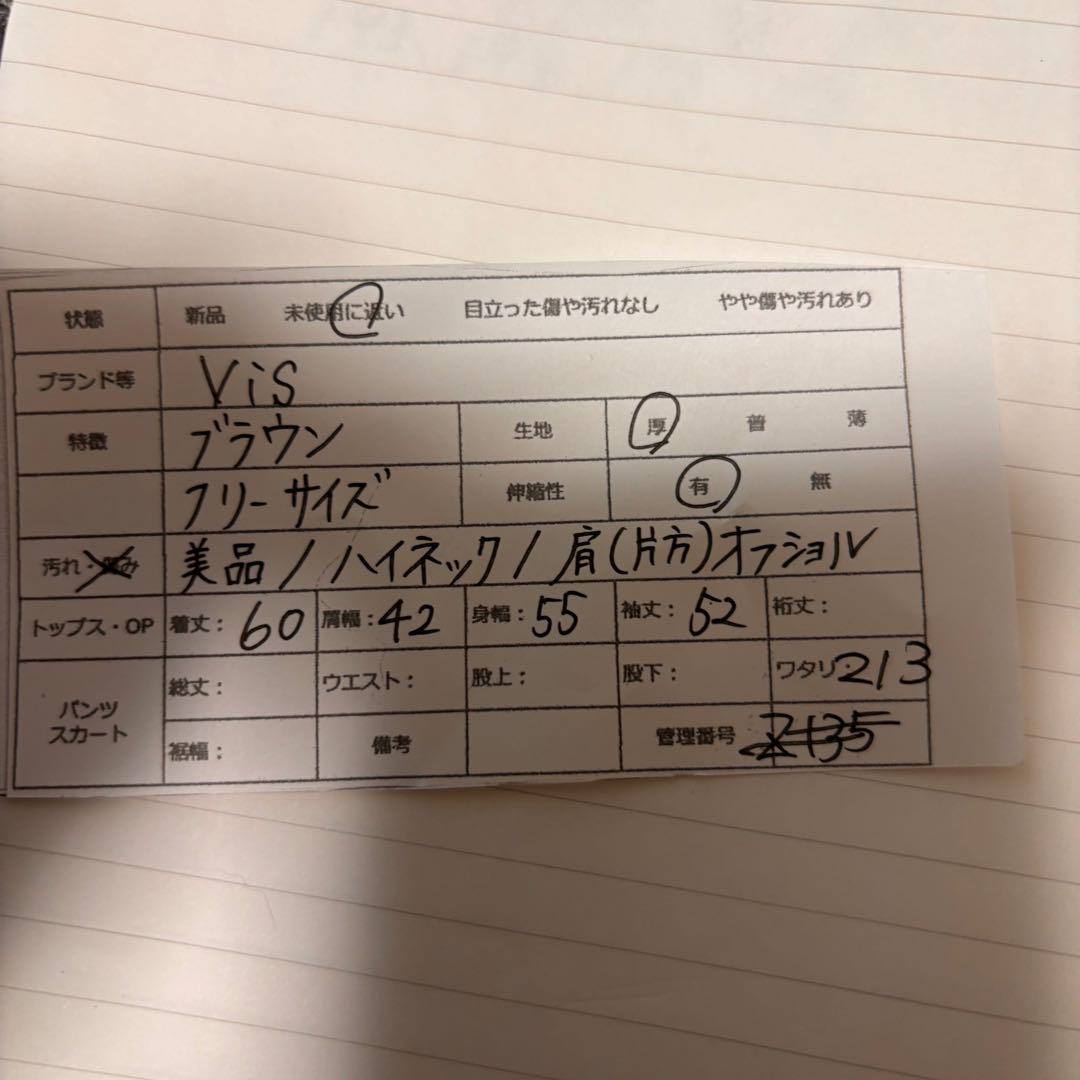 状態 新品 未使用に近い 目立った傷や汚れなし やや傷や汚れあり
ブランド等 ViS
特徴 ブラウン 生地 厚 普 薄
フリーサイズ 伸縮性 有 無
汚れ・ 美品/ハイネック/肩(片方)オフショル
トップス・OP 着丈:60 肩幅:42 身幅:55 袖丈:52 裄丈:
パンツ スカート 総丈: ウエスト: 股上: 股下: ワタリ 213
裾幅: 備考 管理番号